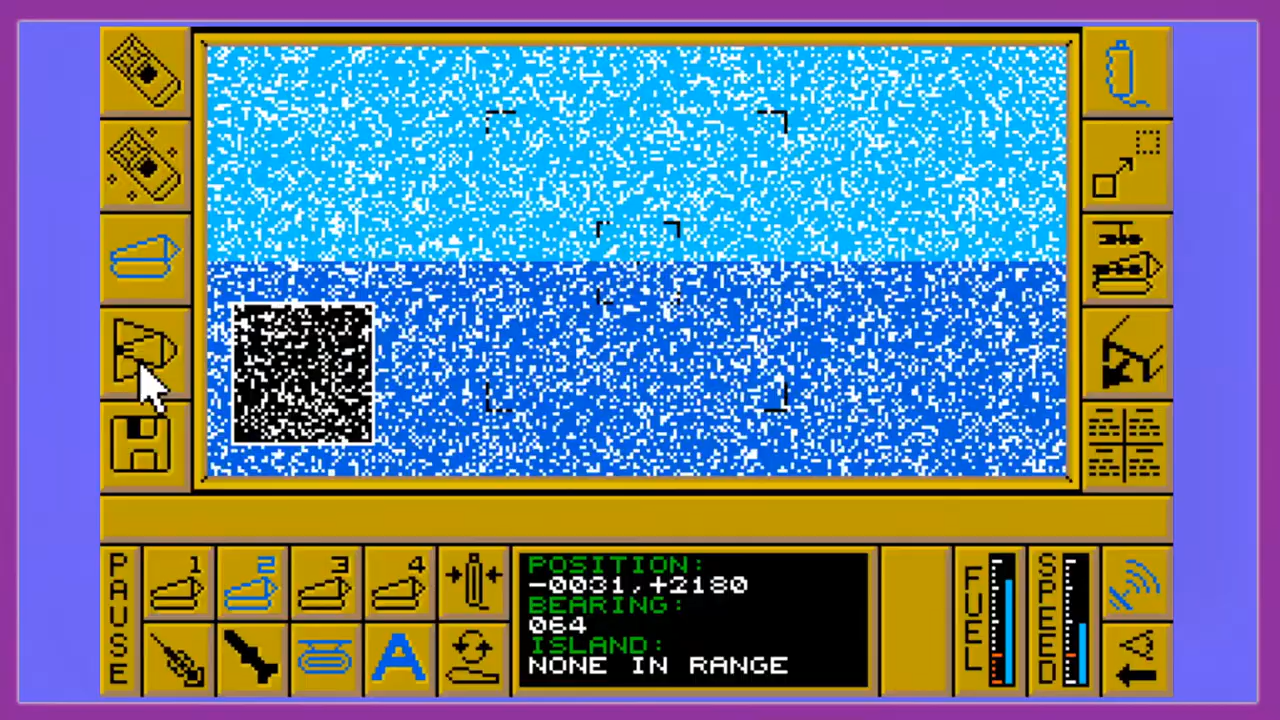 PAUSE
1
2
3
4
A
POSITION:
-0031,+2180
BEARING:
064
ISLAND:
NONE IN RANGE
FUEL
SPEED